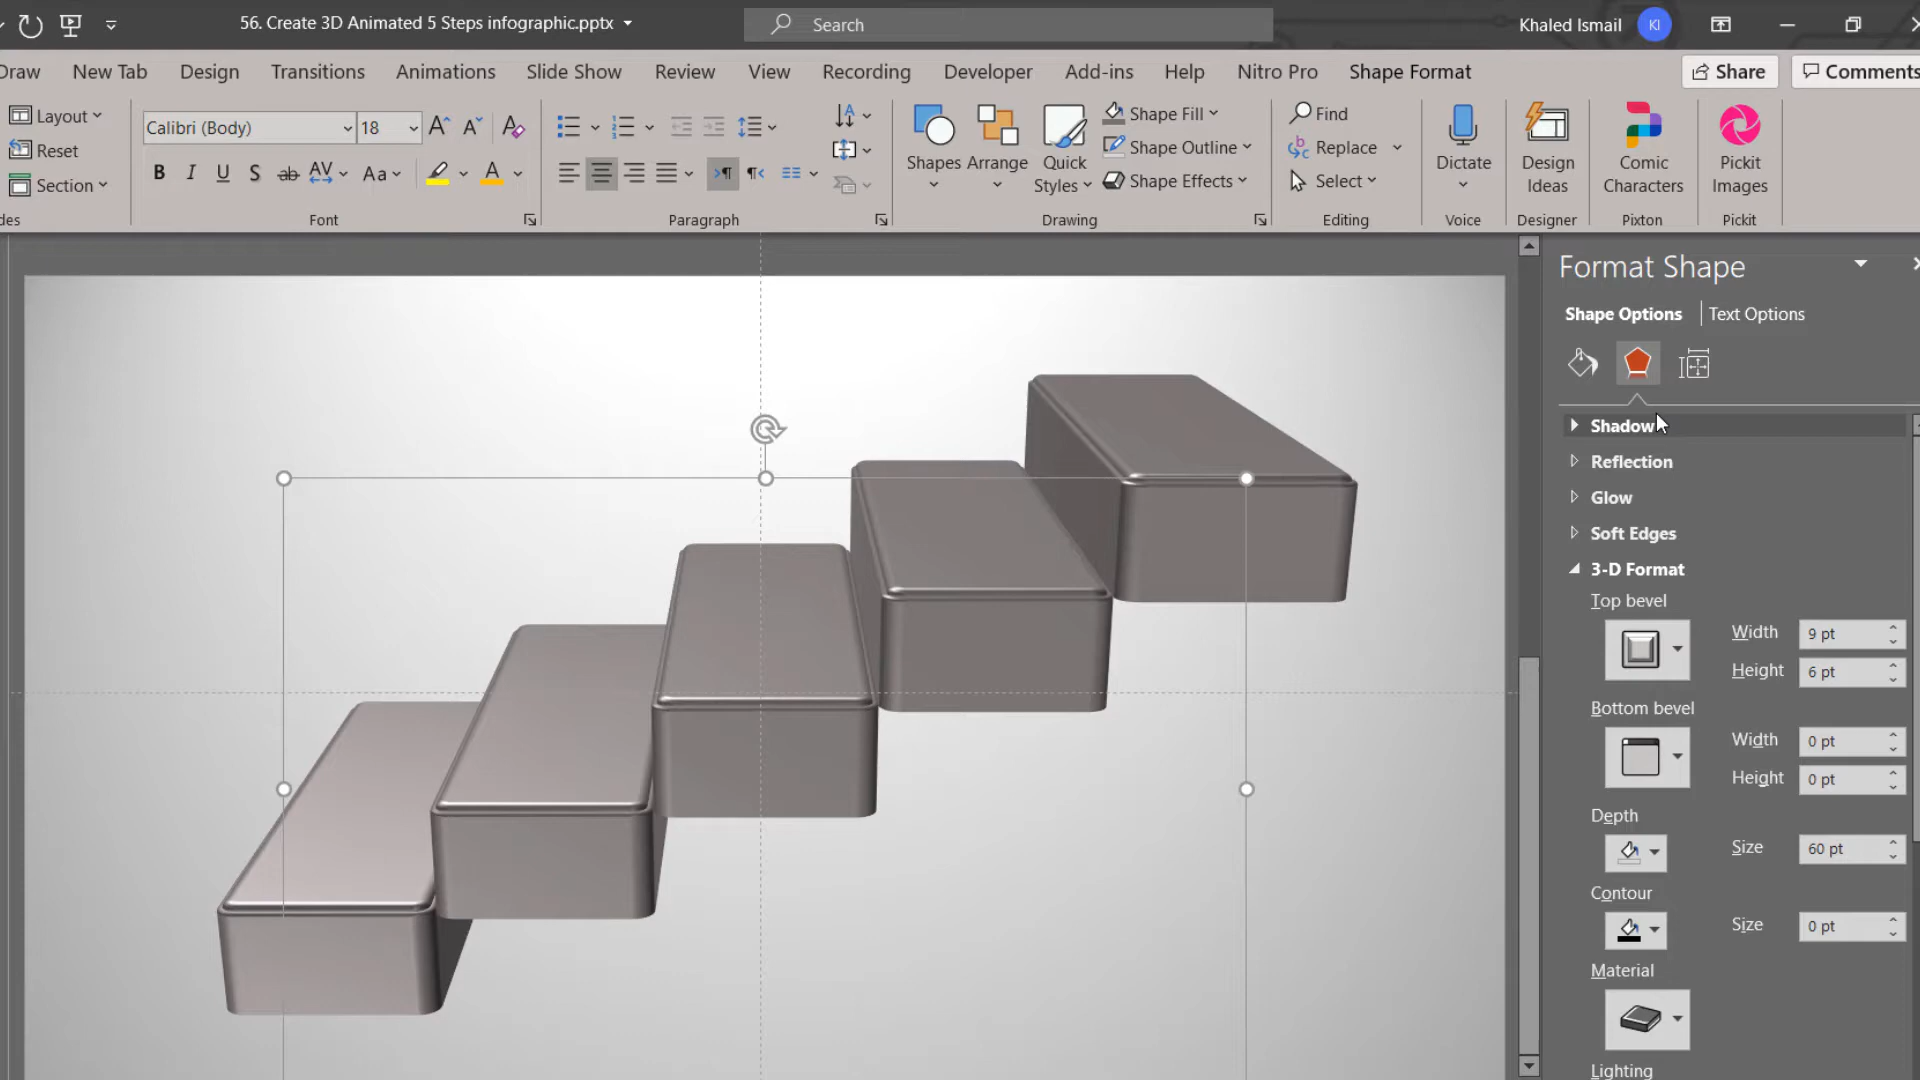 56. Create 3D Animated 5 Steps infographic.pptx
Search
Khaled Ismail KI
Draw New Tab Design Transitions Animations Slide Show Review View Recording Developer Add-ins Help Nitro Pro Shape Format Share Comments
Layout
Reset
Section
Calibri (Body) 18
B I U S ab AV Aa A
Font
Paragraph
Shapes
Arrange
Quick
Styles
Shape Fill
Shape Outline
Shape Effects
Drawing
Find
Replace
Select
Editing
Dictate
Voice
Design
Ideas
Designer
Comic
Characters
Pixton
Pickit
Images
Pickit
Format Shape
Shape Options Text Options
Shadow
Reflection
Glow
Soft Edges
3-D Format
Top bevel
Width 9 pt
Height 6 pt
Bottom bevel
Width 0 pt
Height 0 pt
Depth
Size 60 pt
Contour
Size 0 pt
Material
Lighting